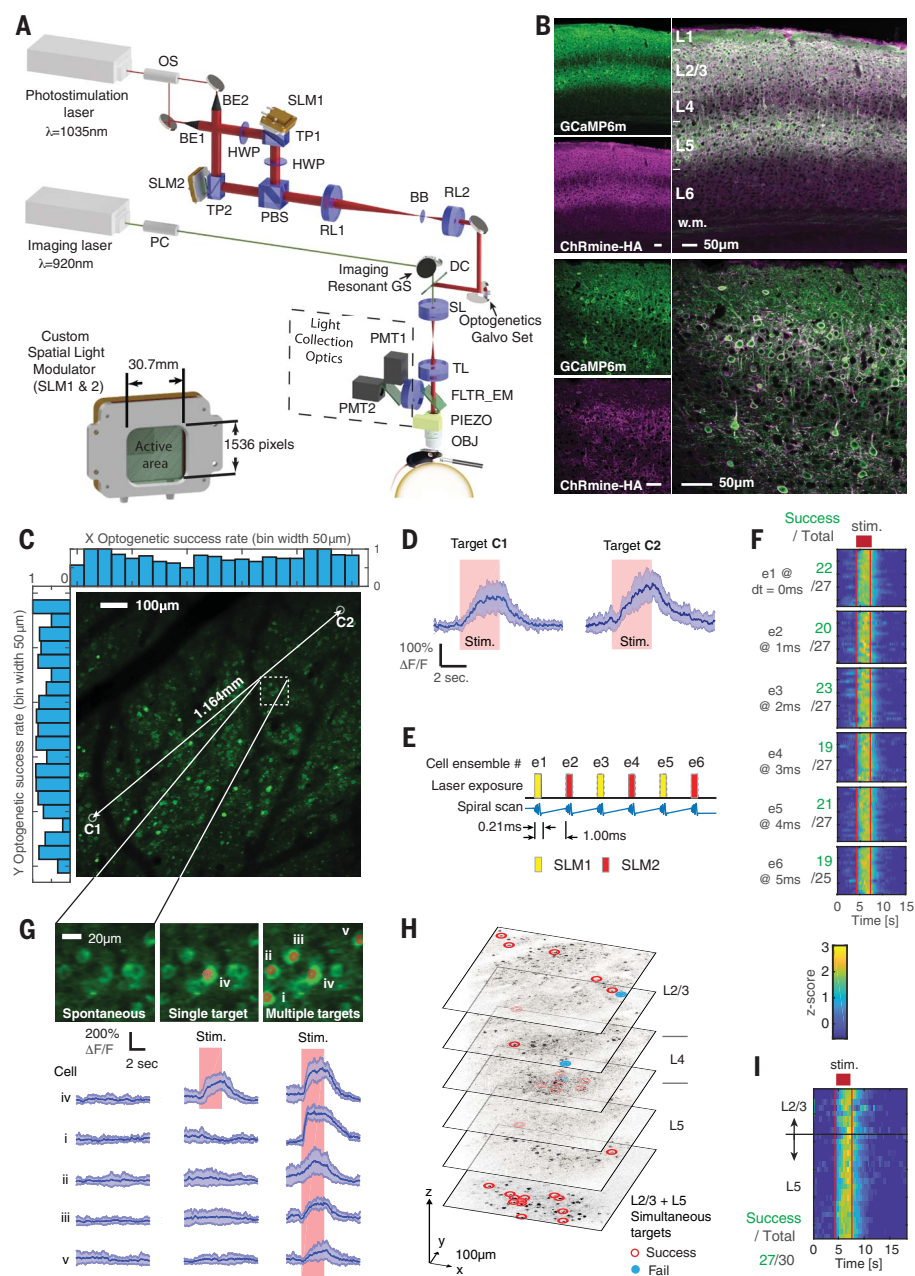 A
OS
Photostimulation
laser
λ=1035nm
BE2
SLM1
BE1
TP1
HWP
HWP
SLM2
TP2
PBS
RL1
BB
RL2
Imaging laser
λ=920nm
PC
Imaging
Resonant GS
DC
SL
Optogenetics
Galvo Set
Light
Collection
Optics
PMT1
TL
PMT2
FLTR_EM
PIEZO
OBJ
Custom
Spatial Light
Modulator
(SLM1 & 2)
30.7mm
1536 pixels
Active
area
B
GCaMP6m
ChRmine-HA
L1
L2/3
L4
L5
L6
w.m.
50μm
GCaMP6m
ChRmine-HA
50μm
C
X Optogenetic success rate (bin width 50μm)
1
0
1 0
Y Optogenetic success rate (bin width 50μm)
100μm
C2
1.164mm
C1
D
Target C1
Target C2
Stim.
Stim.
100%
ΔF/F
2 sec.
E
Cell ensemble #
e1 e2 e3 e4 e5 e6
Laser exposure
Spiral scan
0.21ms
1.00ms
SLM1
SLM2
F
Success
/ Total
stim.
e1 @
dt = 0ms
22
/27
e2
@ 1ms
20
/27
e3
@ 2ms
23
/27
e4
@ 3ms
19
/27
e5
@ 4ms
21
/27
e6
@ 5ms
19
/25
0 5 10 15
Time [s]
3
2
1
0
z-score
G
20μm
Spontaneous
iv
Single target
v
iii
ii
iv
i
Multiple targets
200%
ΔF/F
2 sec
Stim.
Stim.
Cell
iv
i
ii
iii
v
H
L2/3
L4
L5
z
y
x
100μm
L2/3 + L5
Simultaneous
targets
Success
Fail
I
stim.
L2/3
L5
Success
/ Total
27/30
0 5 10 15
Time [s]